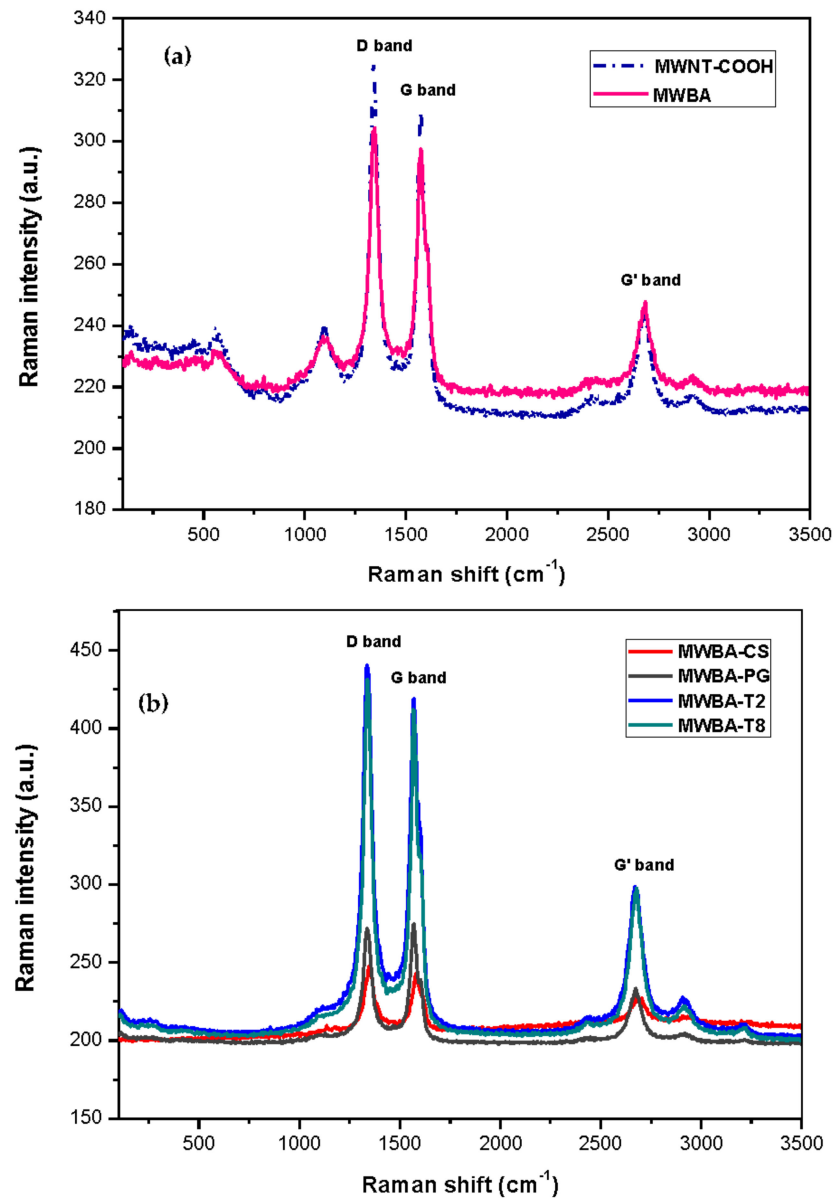 (a)
D band
G band
G' band
MWNT-COOH
MWBA
340
320
300
280
260
240
220
200
180
Raman intensity (a.u.)
500 1000 1500 2000 2500 3000 3500
Raman shift (cm-1)
(b)
D band
G band
G' band
MWBA-CS
MWBA-PG
MWBA-T2
MWBA-T8
450
400
350
300
250
200
150
Raman intensity (a.u.)
500 1000 1500 2000 2500 3000 3500
Raman shift (cm-1)